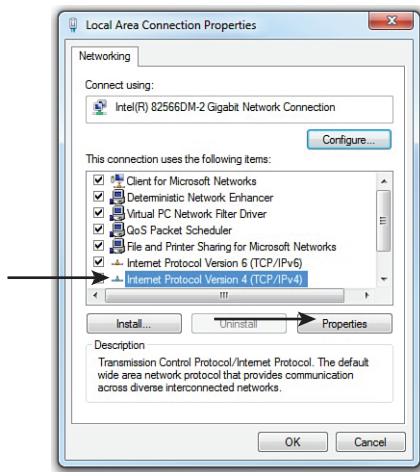 Local Area Connection Properties
Networking
Connect using:
Intel(R) 82566DM-2 Gigabit Network Connection
Configure...
This connection uses the following items:
Client for Microsoft Networks
Deterministic Network Enhancer
Virtual PC Network Filter Driver
QoS Packet Scheduler
File and Printer Sharing for Microsoft Networks
Internet Protocol Version 6 (TCP/IPv6)
Internet Protocol Version 4 (TCP/IPv4)
Install... Uninstall Properties
Description
Transmission Control Protocol/Internet Protocol. The default
wide area network protocol that provides communication
across diverse interconnected networks.
OK Cancel